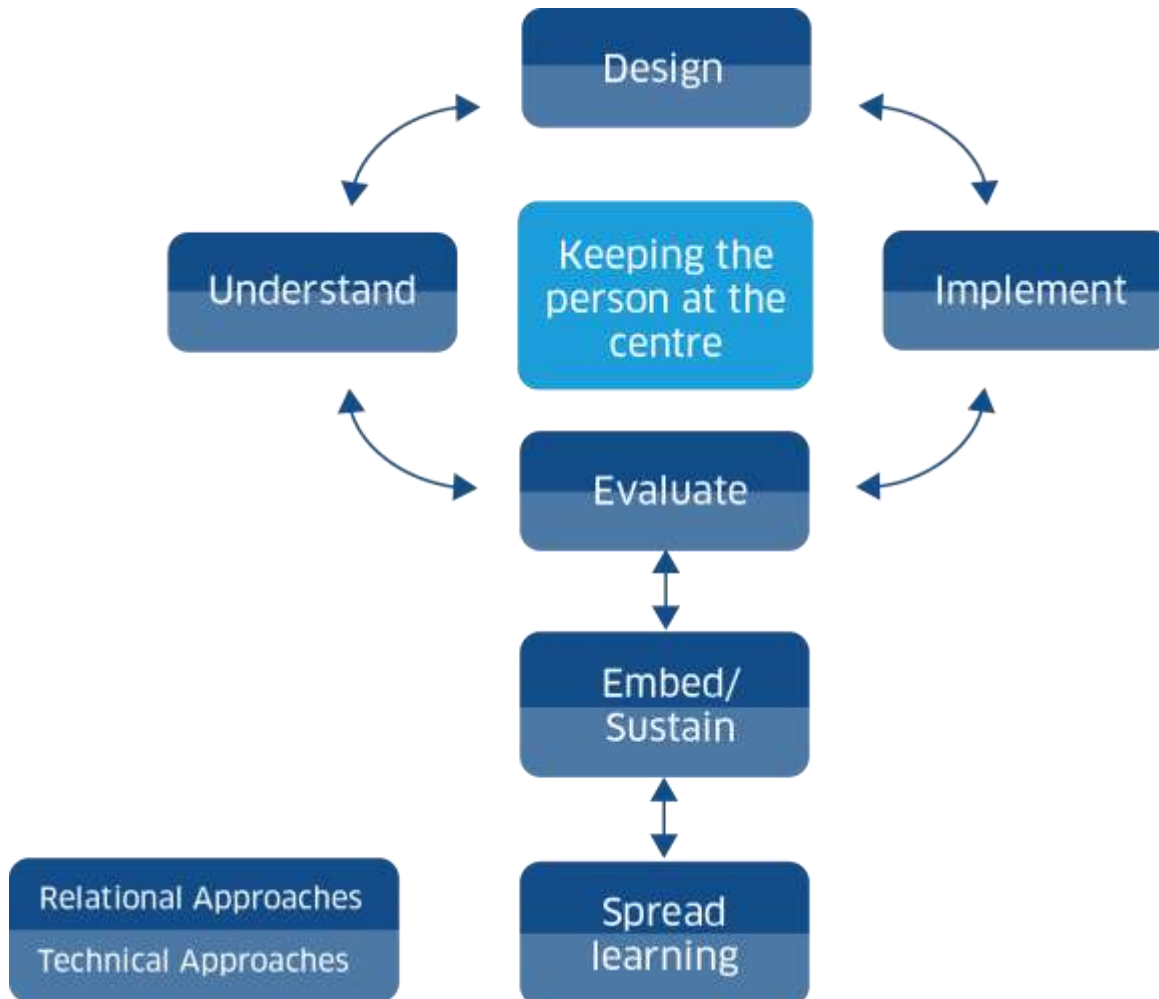 Design
Understand
Keeping the
person at the
centre
Implement
Evaluate
Embed/
Sustain
Spread
learning
Relational Approaches
Technical Approaches